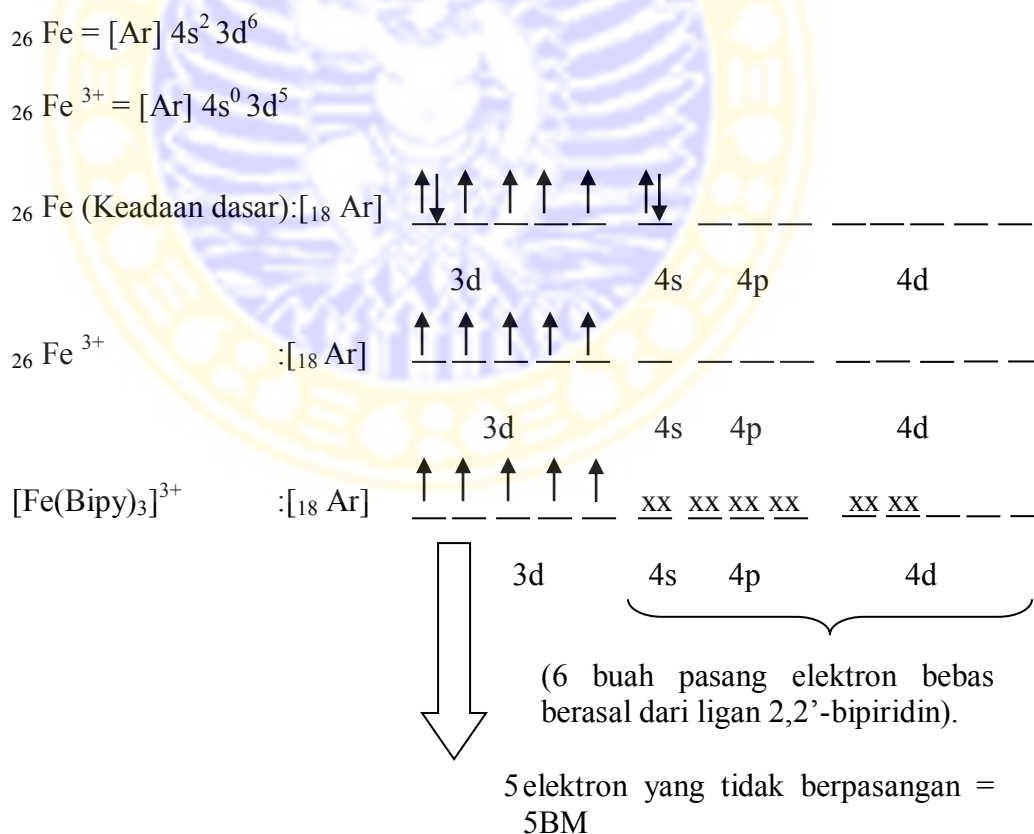 ₂₆ Fe = [Ar] 4s² 3d⁶
₂₆ Fe ³⁺ = [Ar] 4s⁰ 3d⁵
₂₆ Fe (Keadaan dasar):[₁₈ Ar]
3d 4s 4p 4d
₂₆ Fe ³⁺ :[₁₈ Ar]
3d 4s 4p 4d
[Fe(Bipy)₃]³⁺ :[₁₈ Ar] xx xx xx xx xx xx
3d 4s 4p 4d
(6 buah pasang elektron bebas
berasal dari ligan 2,2’-bipiridin).
5 elektron yang tidak berpasangan =
5BM